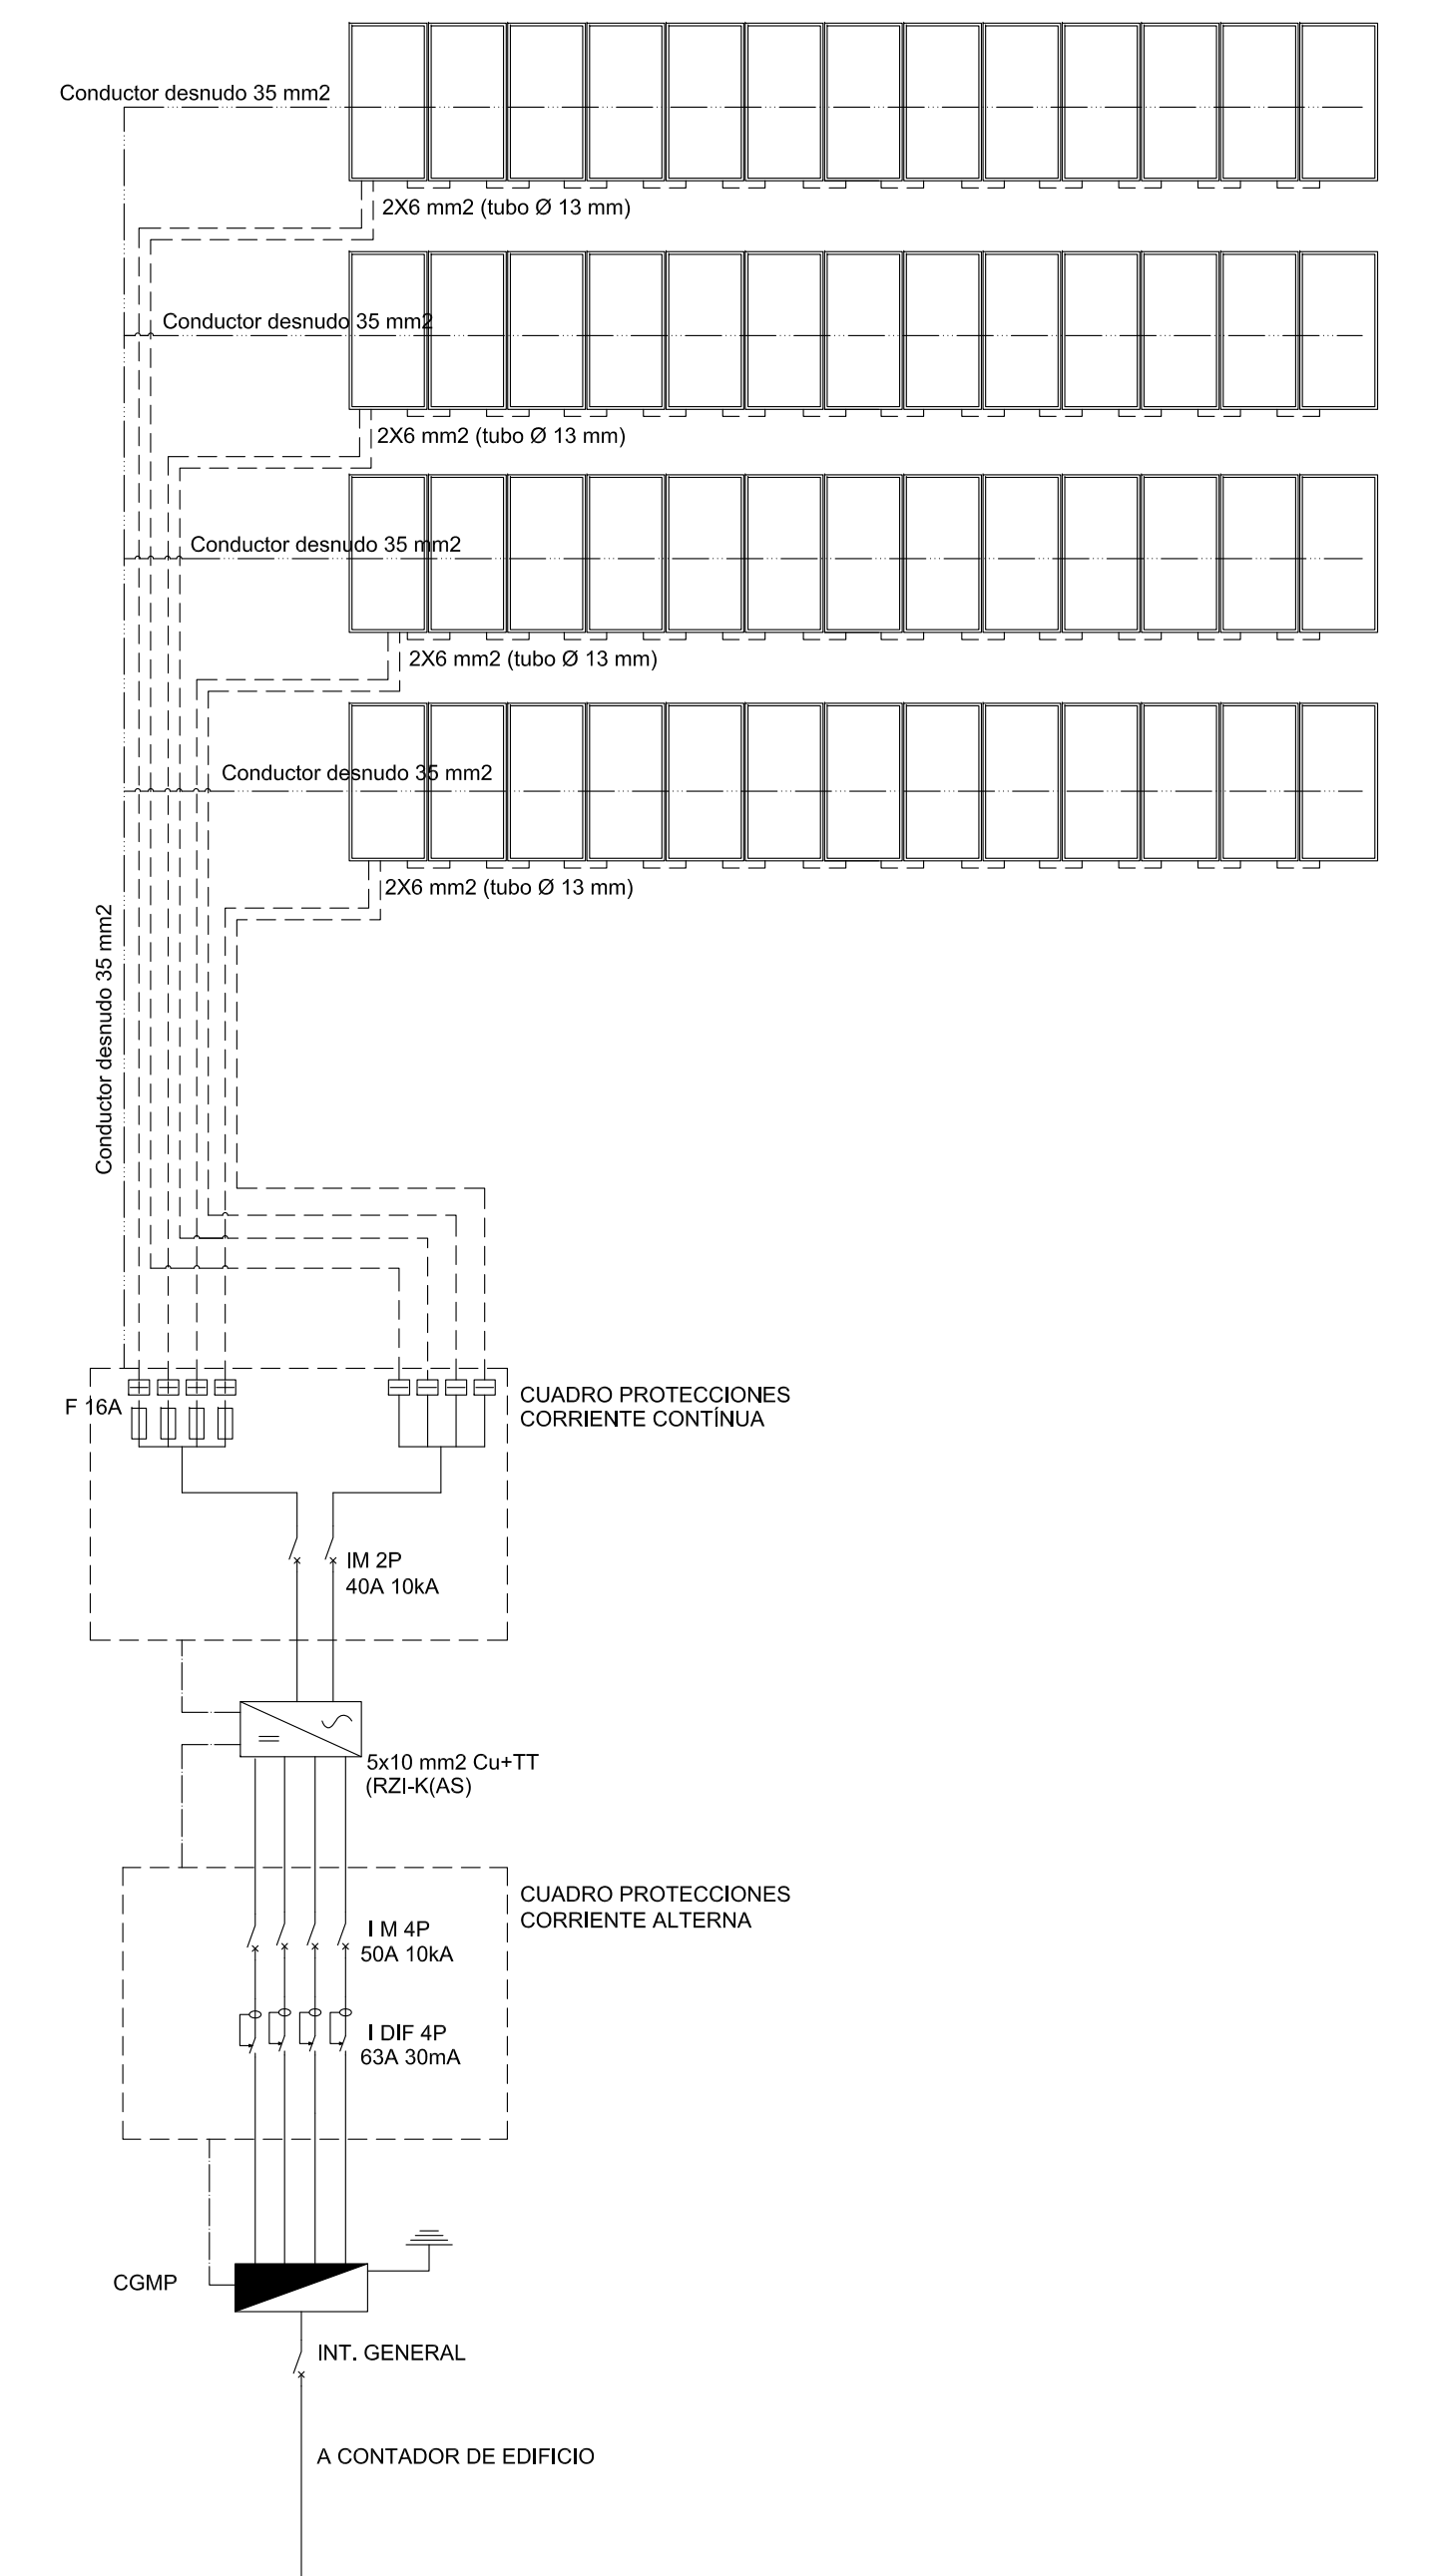 Conductor desnudo 35 mm2
2X6 mm2 (tubo Ø 13 mm)
Conductor desnudo 35 mm2
2X6 mm2 (tubo Ø 13 mm)
Conductor desnudo 35 mm2
2X6 mm2 (tubo Ø 13 mm)
Conductor desnudo 35 mm2
2X6 mm2 (tubo Ø 13 mm)
Conductor desnudo 35 mm2
F 16A
CUADRO PROTECCIONES
CORRIENTE CONTÍNUA
IM 2P
40A 10kA
5x10 mm2 Cu+TT
(RZI-K(AS)
CUADRO PROTECCIONES
CORRIENTE ALTERNA
I M 4P
50A 10kA
I DIF 4P
63A 30mA
CGMP
INT. GENERAL
A CONTADOR DE EDIFICIO